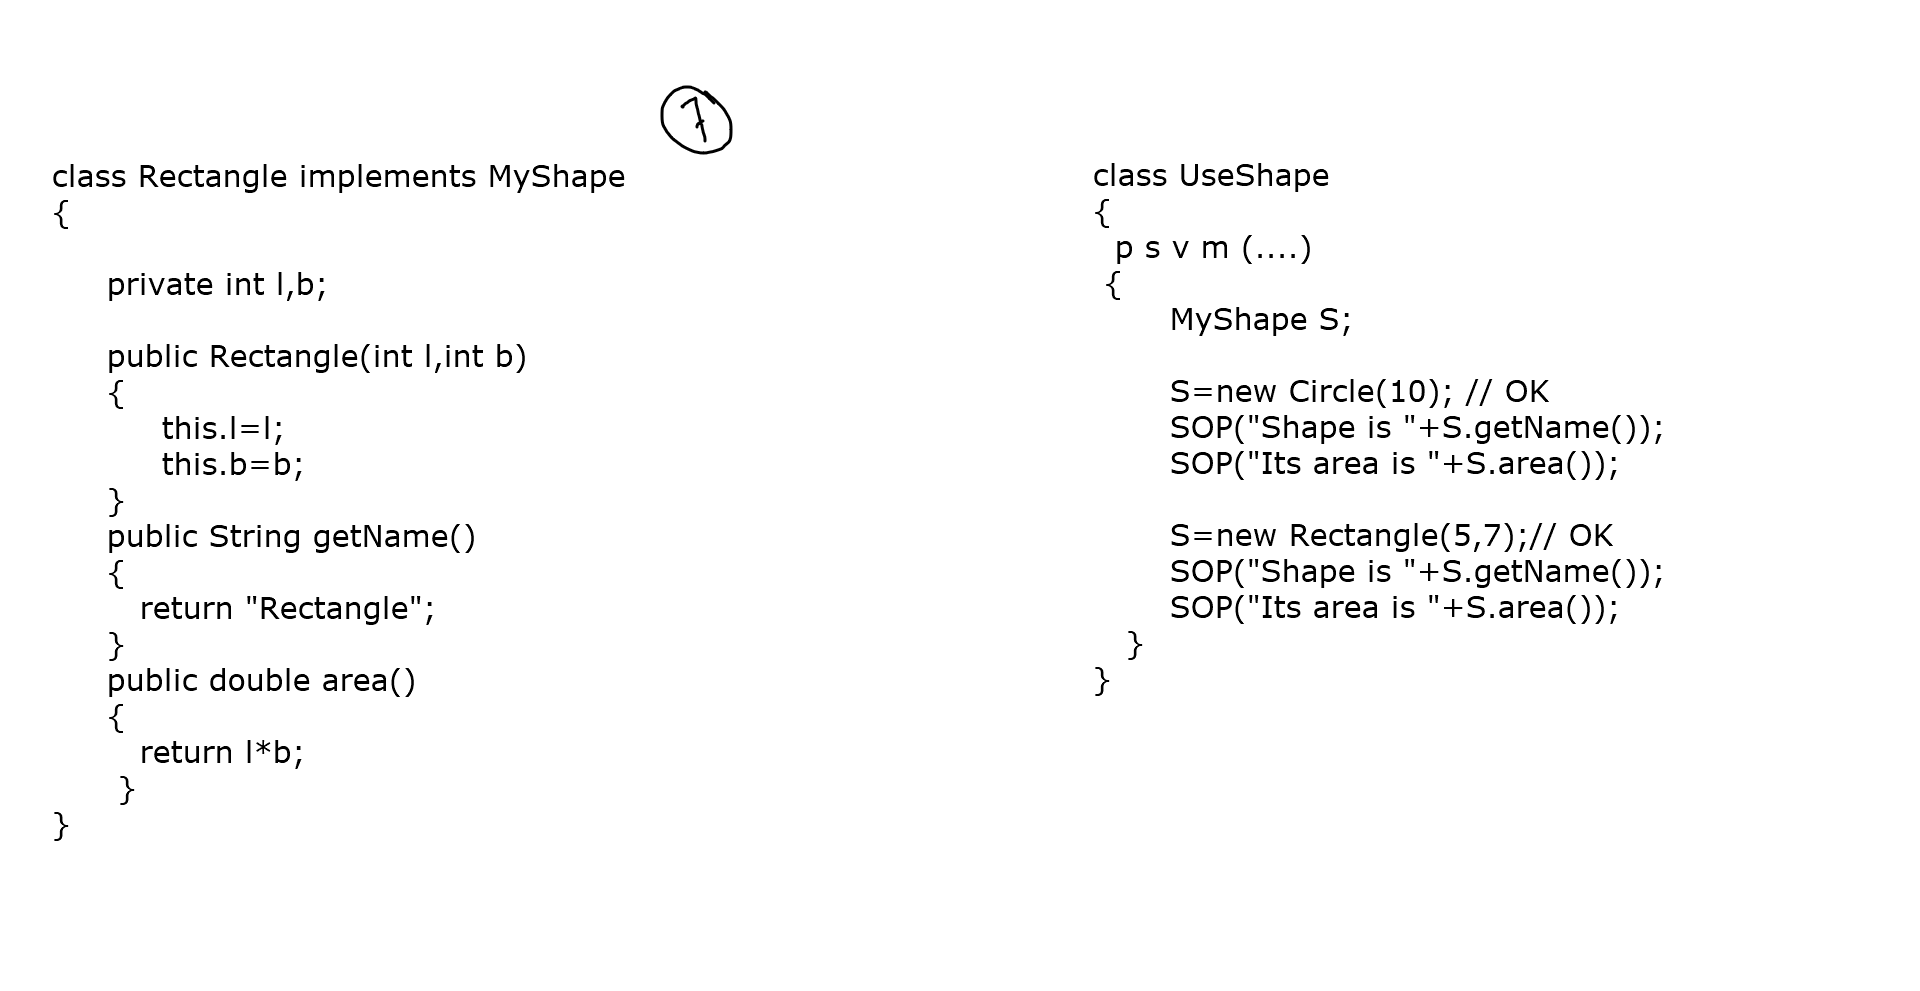 7
class Rectangle implements MyShape
{
private int l,b;
public Rectangle(int l,int b)
{
this.l=l;
this.b=b;
}
public String getName()
{
return "Rectangle";
}
public double area()
{
return l*b;
}
}
class UseShape
{
p s v m (....)
{
MyShape S;
S=new Circle(10); // OK
SOP("Shape is "+S.getName());
SOP("Its area is "+S.area());
S=new Rectangle(5,7);// OK
SOP("Shape is "+S.getName());
SOP("Its area is "+S.area());
}
}